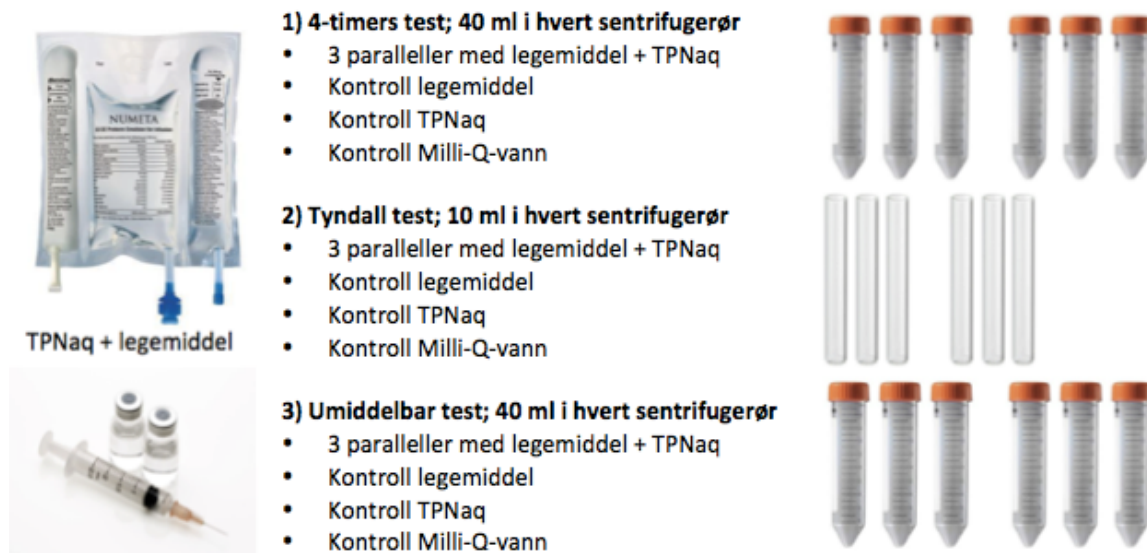 1) 4-timers test; 40 ml i hvert sentrifugerør
• 3 paralleller med legemiddel + TPNaq
• Kontroll legemiddel
• Kontroll TPNaq
• Kontroll Milli-Q-vann
NUMETA
2) Tyndall test; 10 ml i hvert sentrifugerør
• 3 paralleller med legemiddel + TPNaq
• Kontroll legemiddel
• Kontroll TPNaq
• Kontroll Milli-Q-vann
TPNaq + legemiddel
3) Umiddelbar test; 40 ml i hvert sentrifugerør
• 3 paralleller med legemiddel + TPNaq
• Kontroll legemiddel
• Kontroll TPNaq
• Kontroll Milli-Q-vann